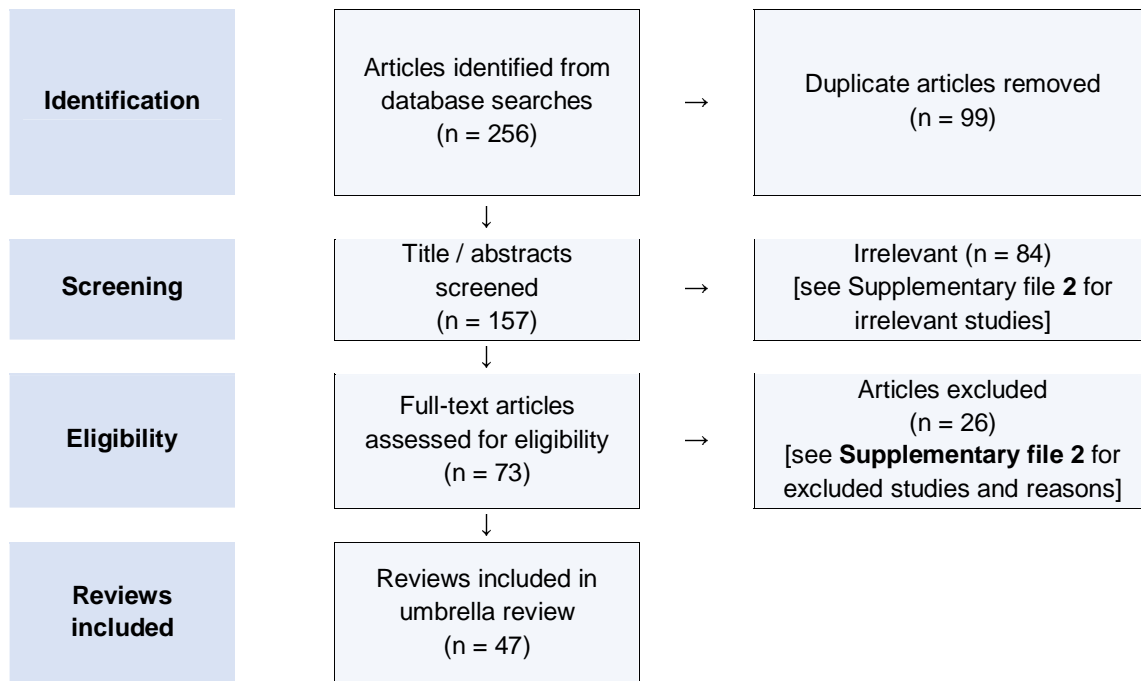 Identification
Articles identified from
database searches
(n = 256)
→
Duplicate articles removed
(n = 99)
↓
Screening
Title / abstracts
screened
(n = 157)
→
Irrelevant (n = 84)
[see Supplementary file 2 for
irrelevant studies]
↓
Eligibility
Full-text articles
assessed for eligibility
(n = 73)
→
Articles excluded
(n = 26)
[see Supplementary file 2 for
excluded studies and reasons]
↓
Reviews
included
Reviews included in
umbrella review
(n = 47)